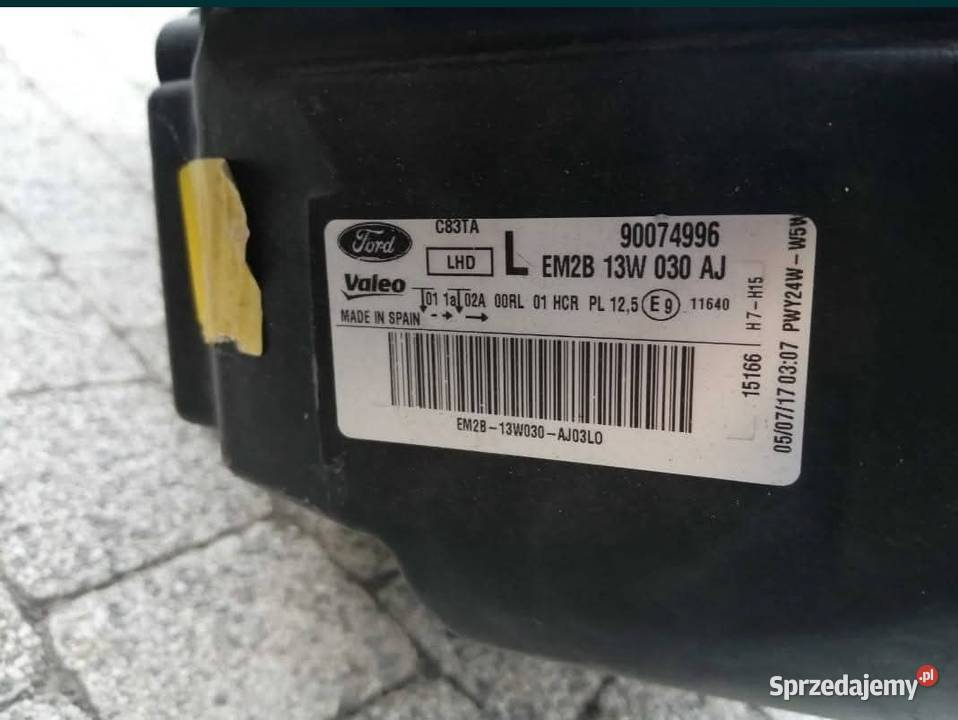 Ford
C83TA
LHD
L
90074996
EM2B 13W 030 AJ
Valeo
01 1a 02A 00RL 01 HCR PL 12,5 E9 11640
MADE IN SPAIN
EM2B-13W030-AJ03LO
15166 H7-H15
05/07/17 03:07 PWY24W-W5W
Sprzedajemy.pl